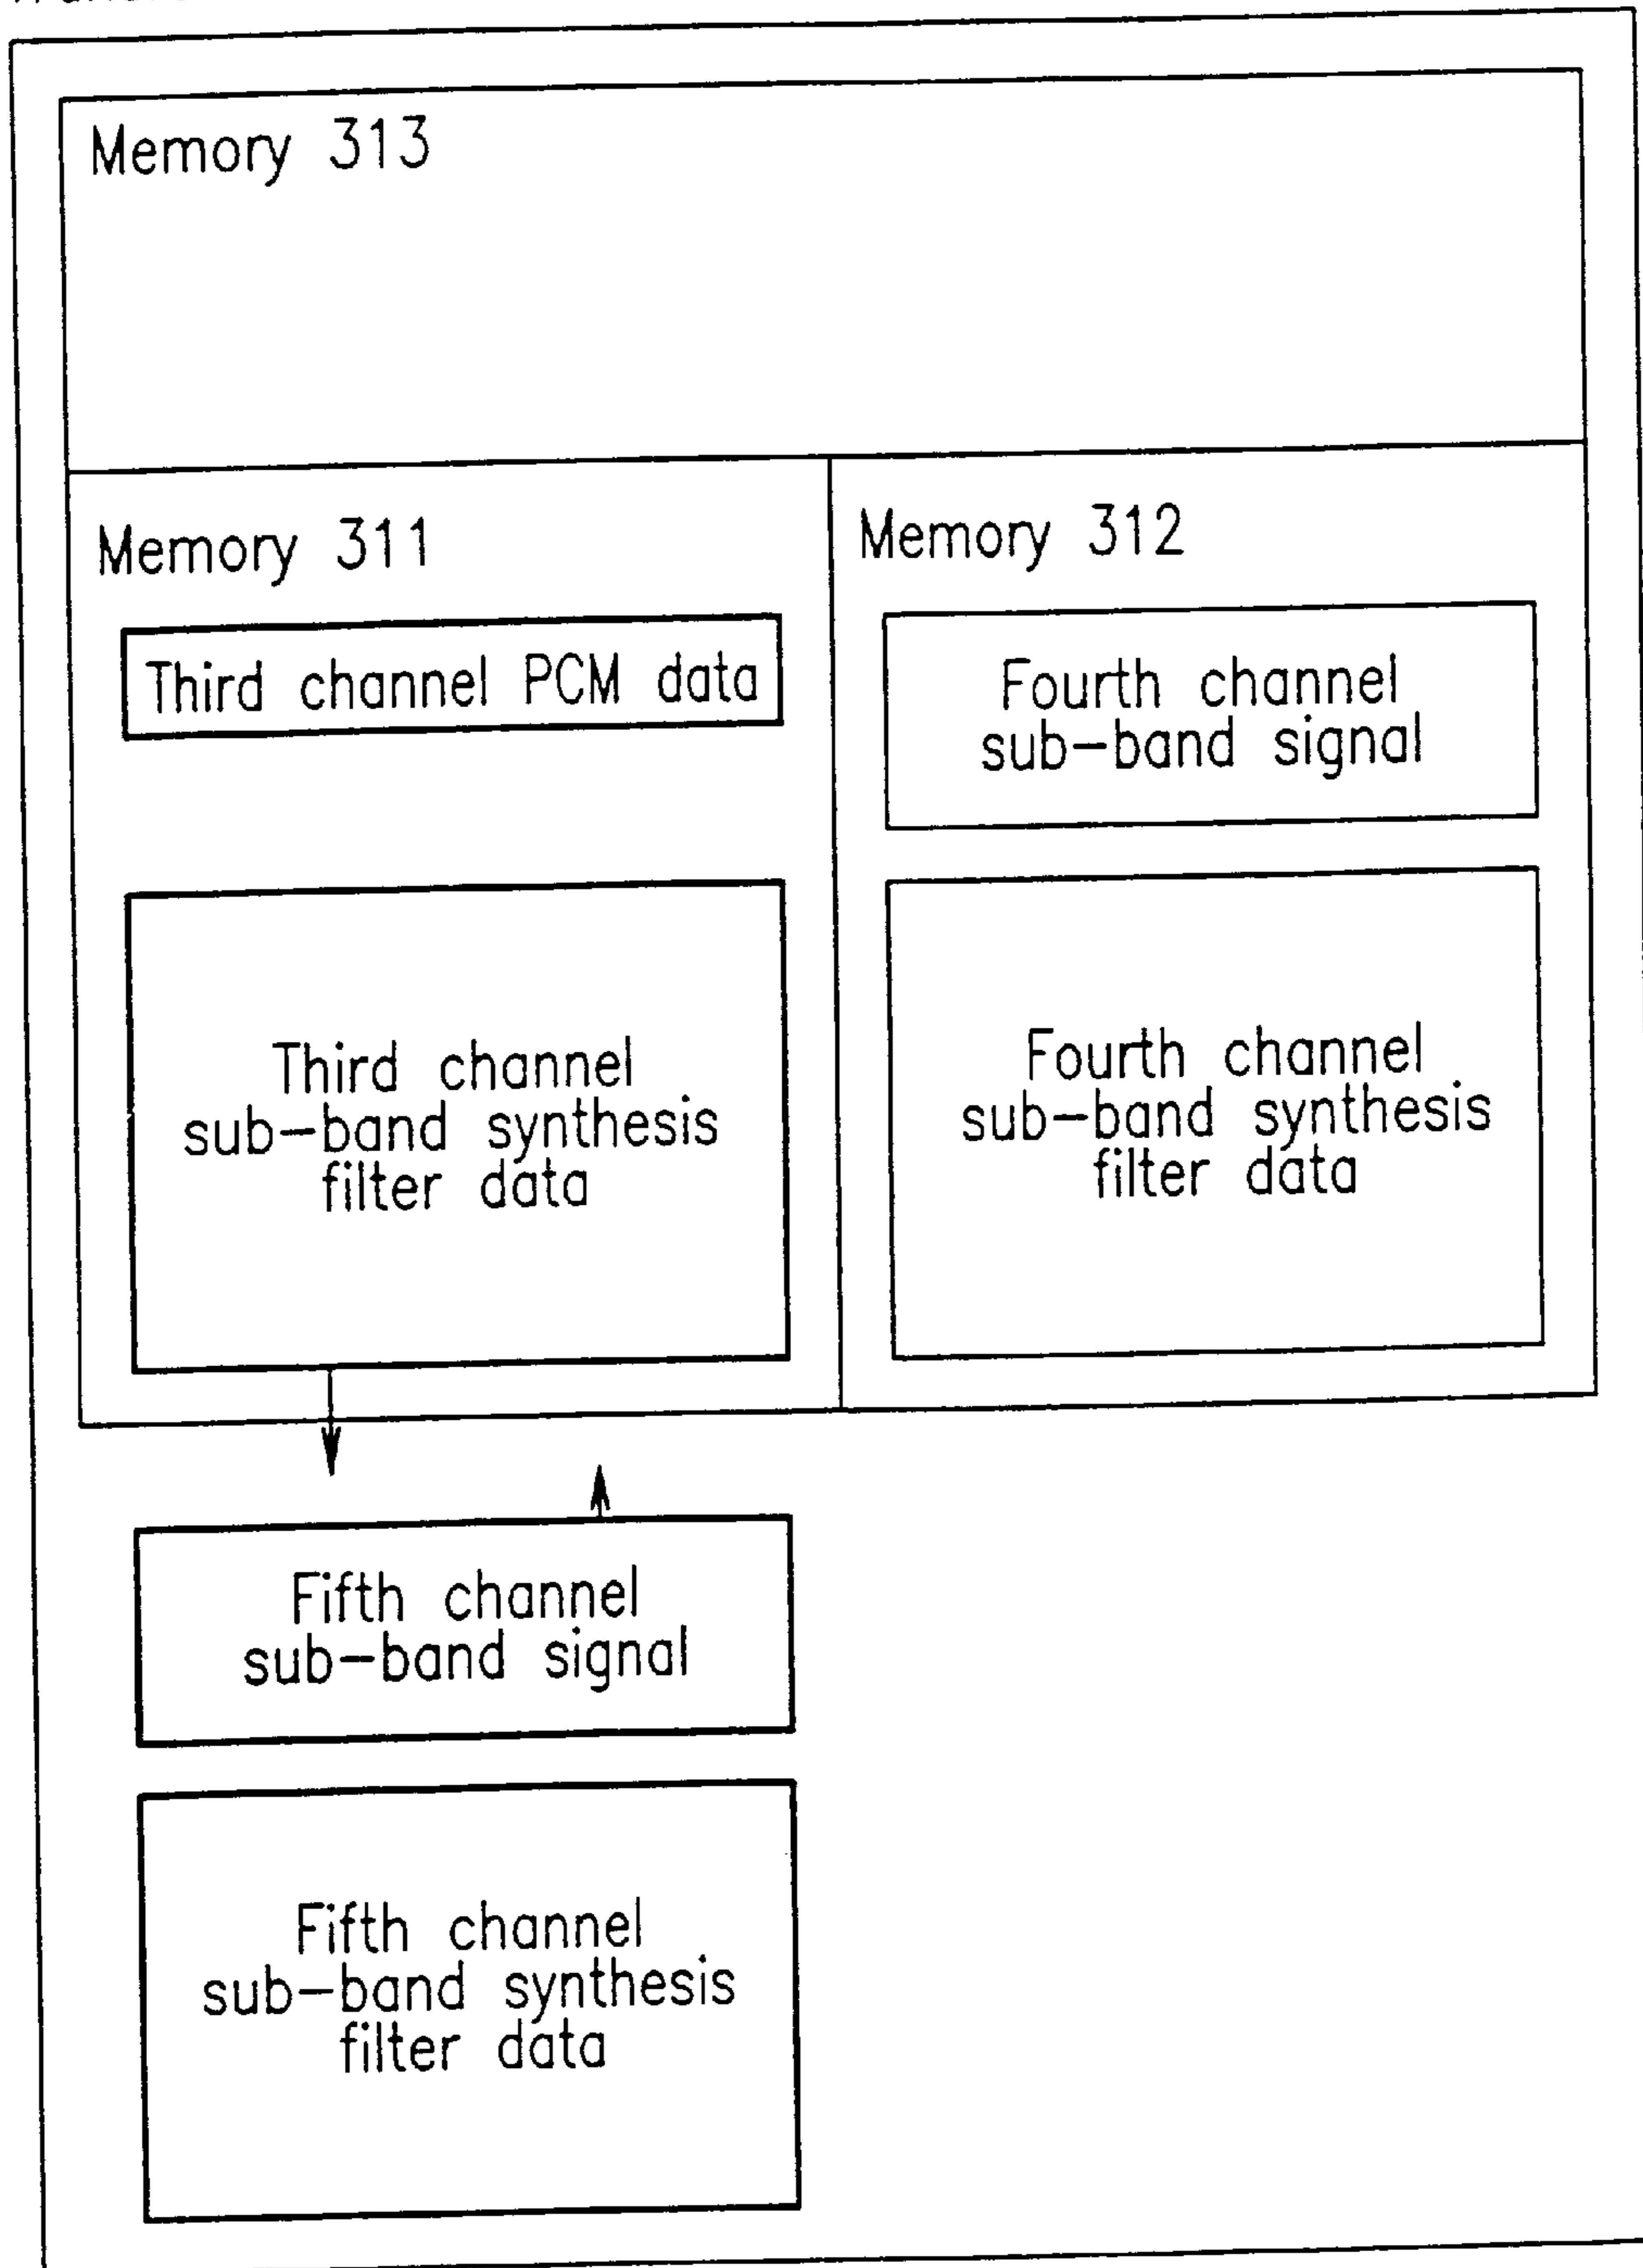 Memory 313
Memory 311
Third channel PCM data
Third channel
sub-band synthesis
filter data
Memory 312
Fourth channel
sub-band signal
Fourth channel
sub-band synthesis
filter data
Fifth channel
sub-band signal
Fifth channel
sub-band synthesis
filter data